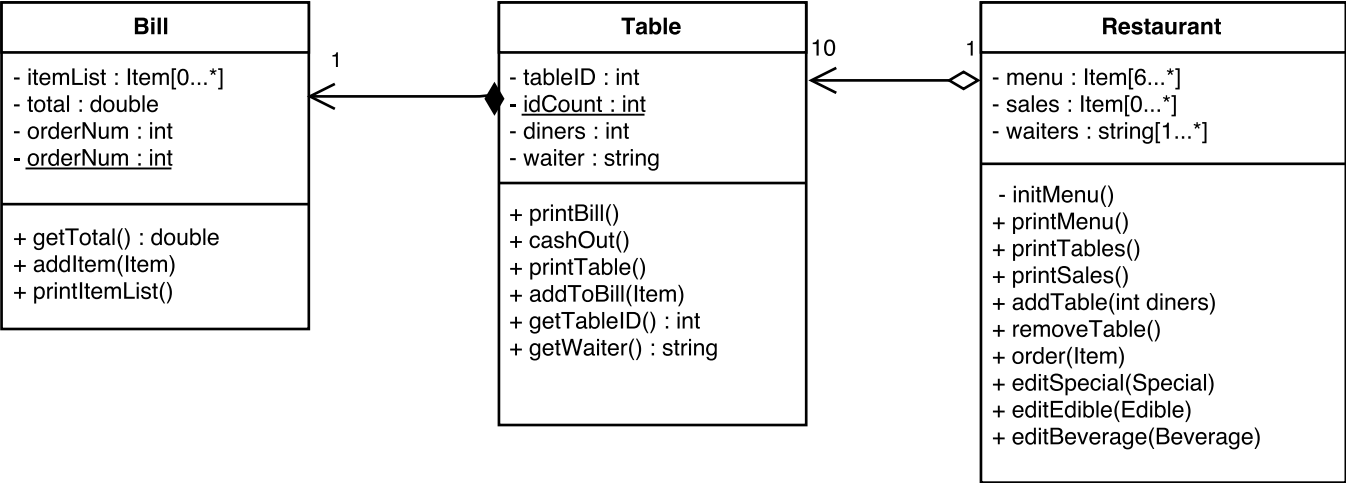 Bill
- itemList : Item[0...*]
- total : double
- orderNum : int
- orderNum : int
+ getTotal() : double
+ addItem(Item)
+ printItemList()
1
Table
- tableID : int
- idCount : int
- diners : int
- waiter : string
+ printBill()
+ cashOut()
+ printTable()
+ addToBill(Item)
+ getTableID() : int
+ getWaiter() : string
10
1
Restaurant
- menu : Item[6...*]
- sales : Item[0...*]
- waiters : string[1...*]
- initMenu()
+ printMenu()
+ printTables()
+ printSales()
+ addTable(int diners)
+ removeTable()
+ order(Item)
+ editSpecial(Special)
+ editEdible(Edible)
+ editBeverage(Beverage)